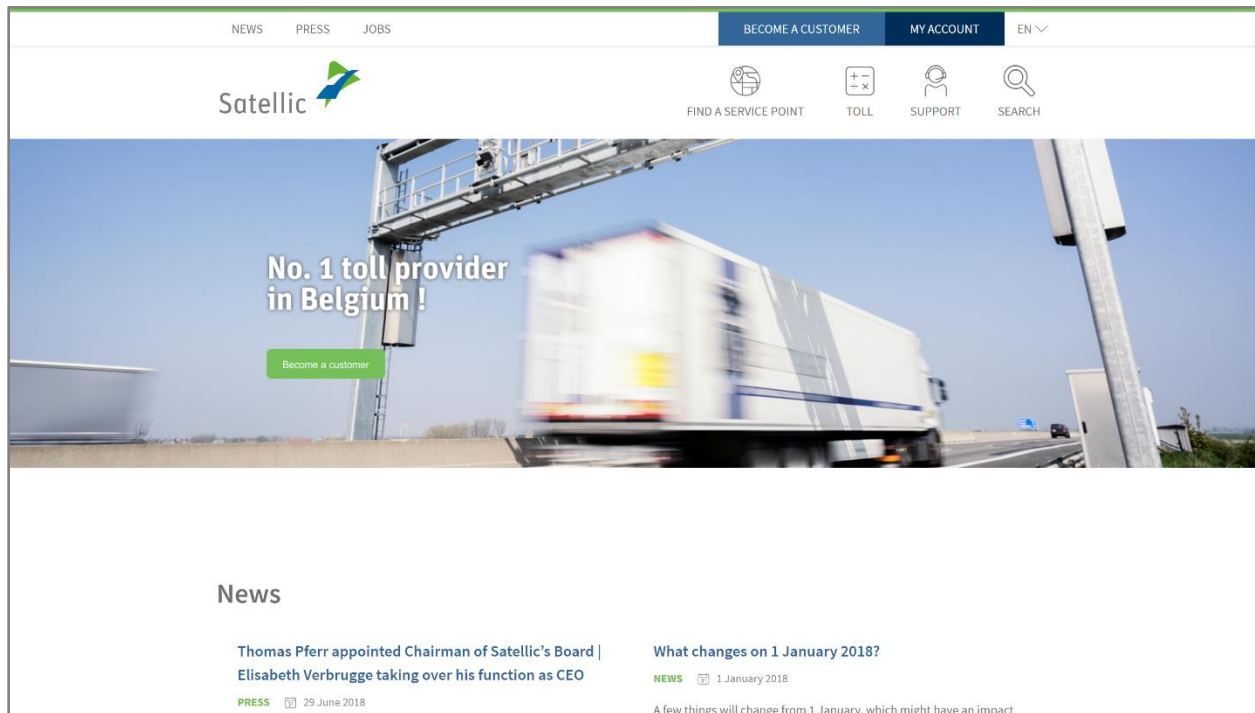 NEWS PRESS JOBS BECOME A CUSTOMER MY ACCOUNT EN
Satellic
FIND A SERVICE POINT TOLL SUPPORT SEARCH
No. 1 toll provider
in Belgium !
Become a customer
News
Thomas Pferr appointed Chairman of Satellic's Board |
Elisabeth Verbrugge taking over his function as CEO
PRESS 29 June 2018
What changes on 1 January 2018?
NEWS 1 January 2018
A few things will change from 1 January, which might have an impact